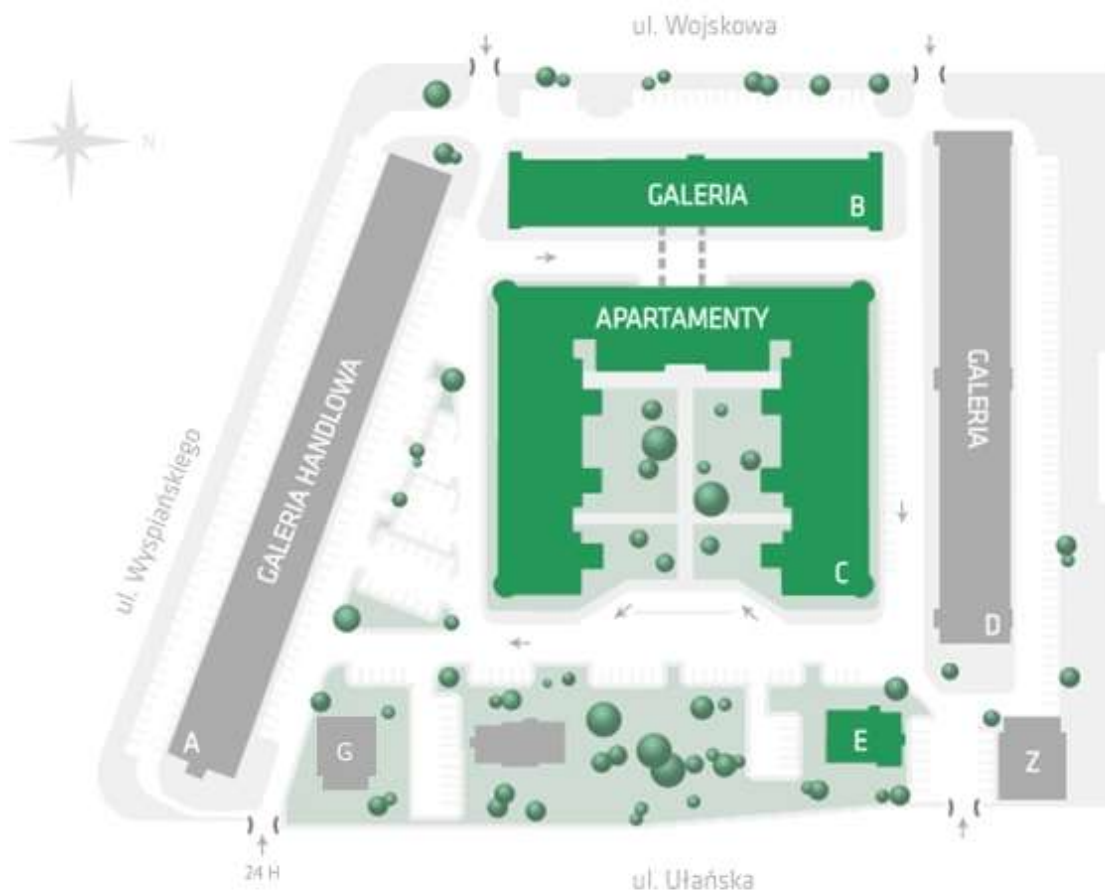 ul. Wojskowa
N
GALERIA
B
APARTAMENTY
GALERIA HANDLOWA
GALERIA
ul. Wyspiańskiego
C
D
A
G
E
Z
24 H
ul. Ułańska